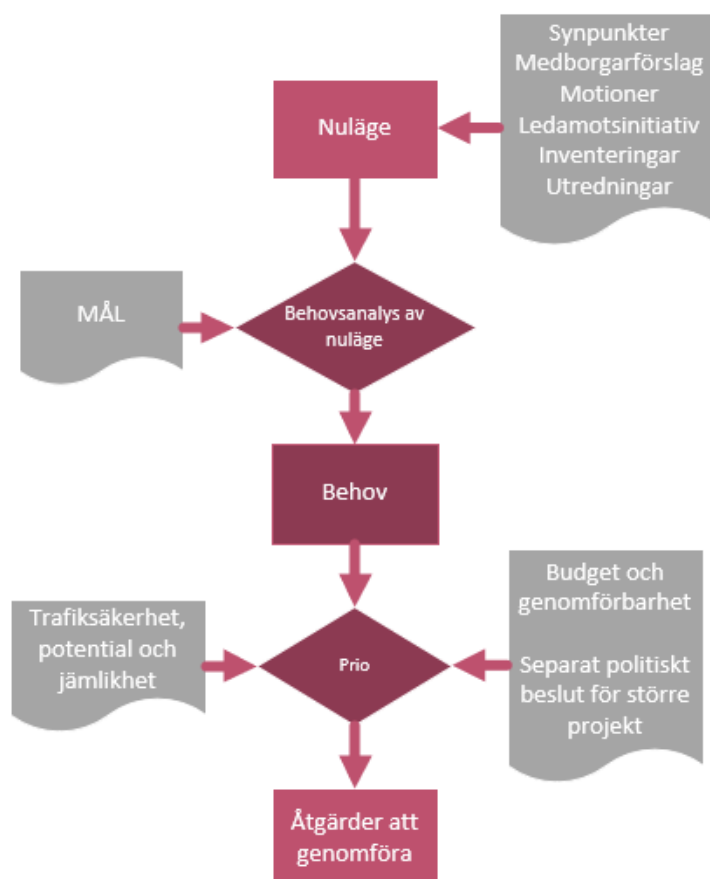 Synpunkter
Medborgarförslag
Motioner
Ledamotsinitiativ
Inventeringar
Utredningar
Nuläge
MÅL
Behovsanalys av
nuläge
Behov
Trafiksäkerhet,
potential och
jämlikhet
Prio
Budget och
genomförbarhet
Separat politiskt
beslut för större
projekt
Åtgärder att
genomföra